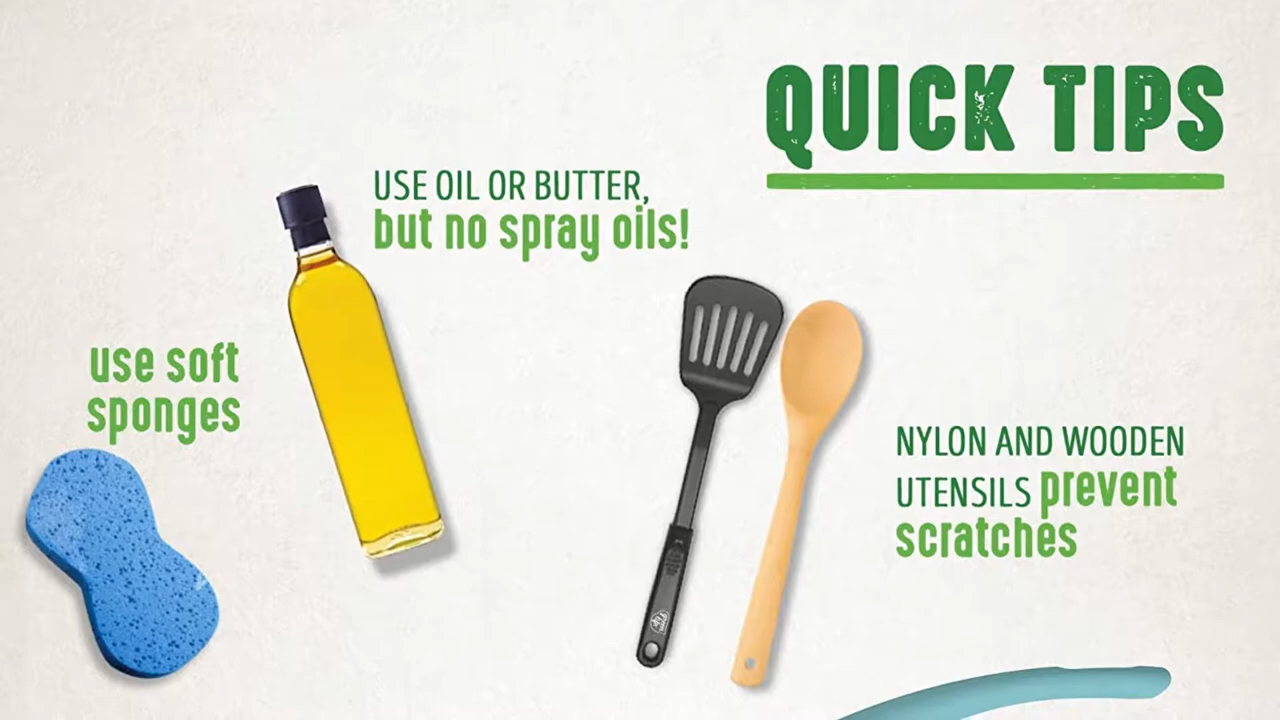 QUICK TIPS
USE OIL OR BUTTER,
but no spray oils!
use soft
sponges
NYLON AND WOODEN
UTENSILS prevent
scratches